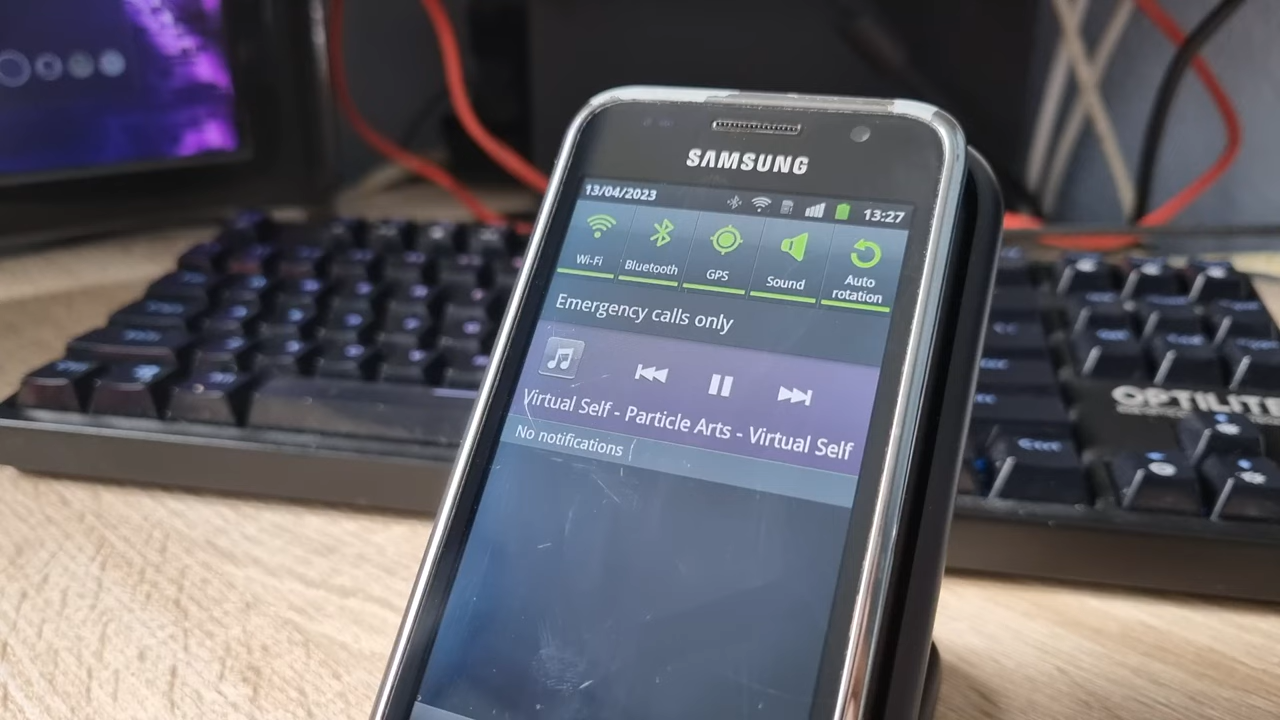 SAMSUNG
13/04/2023 13:27
Wi-Fi Bluetooth GPS Sound Auto rotation
Emergency calls only
Virtual Self - Particle Arts - Virtual Self
No notifications